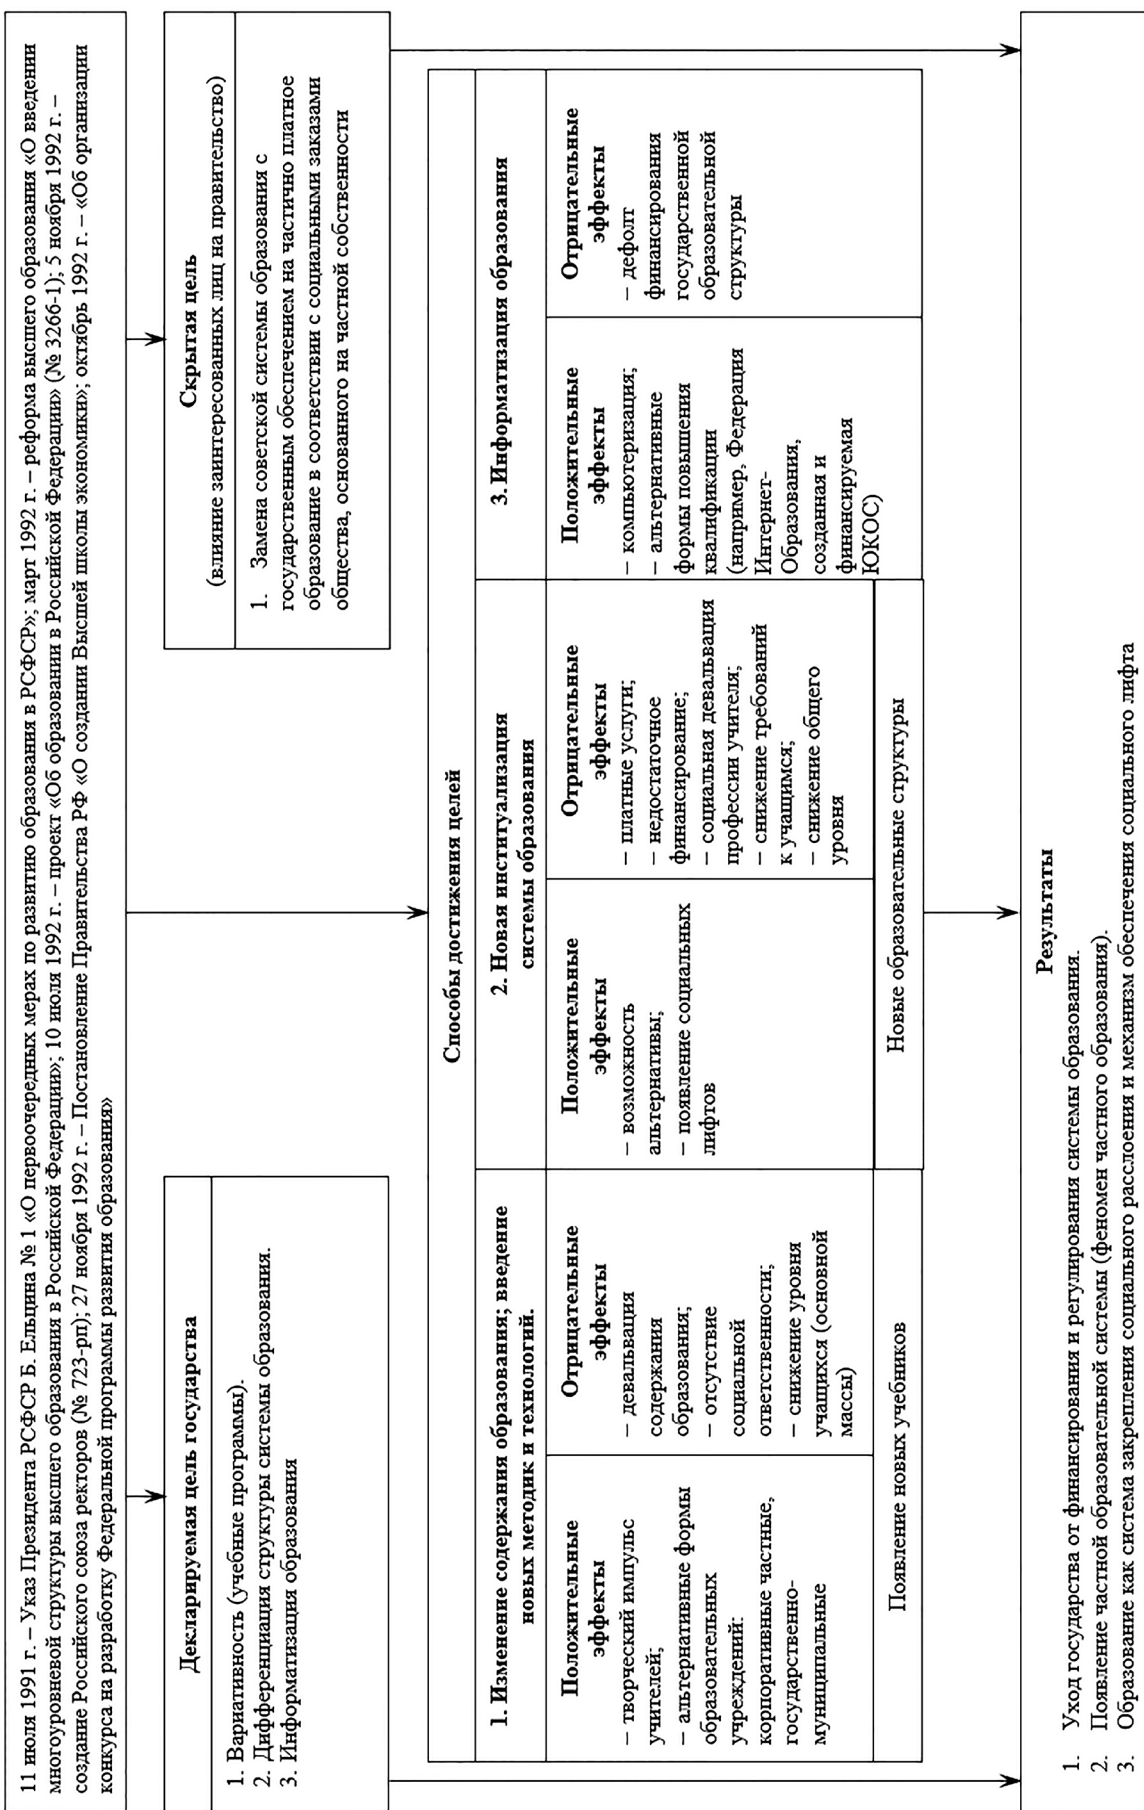 11 июля 1991 г. – Указ Президента РСФСР Б. Ельцина № 1 «О первоочередных мерах по развитию образования в РСФСР»; март 1992 г. – реформа высшего образования «О введении
многоуровневой структуры высшего образования в Российской Федерации»; 10 июля 1992 г. – проект «Об образовании в Российской Федерации» (№ 3266-1); 5 ноября 1992 г. –
создание Российского союза ректоров (№ 723-рп); 27 ноября 1992 г. – Постановление Правительства РФ «О создании Высшей школы экономики»; октябрь 1992 г. – «Об организации
конкурса на разработку Федеральной программы развития образования»
Декларируемая цель государства
1. Вариативность (учебные программы).
2. Дифференциация структуры системы образования.
3. Информатизация образования
Скрытая цель
(влияние заинтересованных лиц на правительство)
1. Замена советской системы образования с
государственным обеспечением на частично платное
образование в соответствии с социальными заказами
общества, основанного на частной собственности
Способы достижения целей
1. Изменение содержания образования; введение
новых методик и технологий.
Положительные
эффекты
– творческий импульс
учителей;
– альтернативные формы
образовательных
учреждений:
корпоративные частные,
государственно-
муниципальные
Отрицательные
эффекты
– девальвация
содержания
образования;
– отсутствие
социальной
ответственности;
– снижение уровня
учащихся (основной
массы)
Появление новых учебников
2. Новая институализация
системы образования
Положительные
эффекты
– возможность
альтернативы;
– появление социальных
лифтов
Отрицательные
эффекты
– платные услуги;
– недостаточное
финансирование;
– социальная девальвация
профессии учителя;
– снижение требований
к учащимся;
– снижение общего
уровня
Новые образовательные структуры
3. Информатизация образования
Положительные
эффекты
– компьютеризация;
– альтернативные
формы повышения
квалификации
(например, Федерация
Интернет-
Образования,
созданная и
финансируемая
ЮКОС)
Отрицательные
эффекты
– дефолт
финансирования
государственной
образовательной
структуры
Результаты
1. Уход государства от финансирования и регулирования системы образования.
2. Появление частной образовательной системы (феномен частного образования).
3. Образование как система закрепления социального расслоения и механизм обеспечения социального лифта